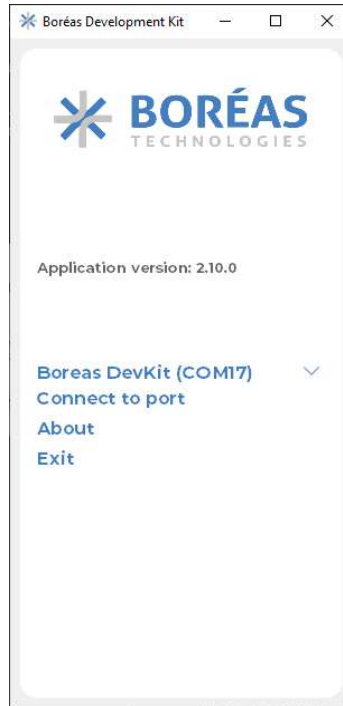 Boréas Development Kit
BORÉAS
TECHNOLOGIES
Application version: 2.10.0
Boreas DevKit (COM17)
Connect to port
About
Exit